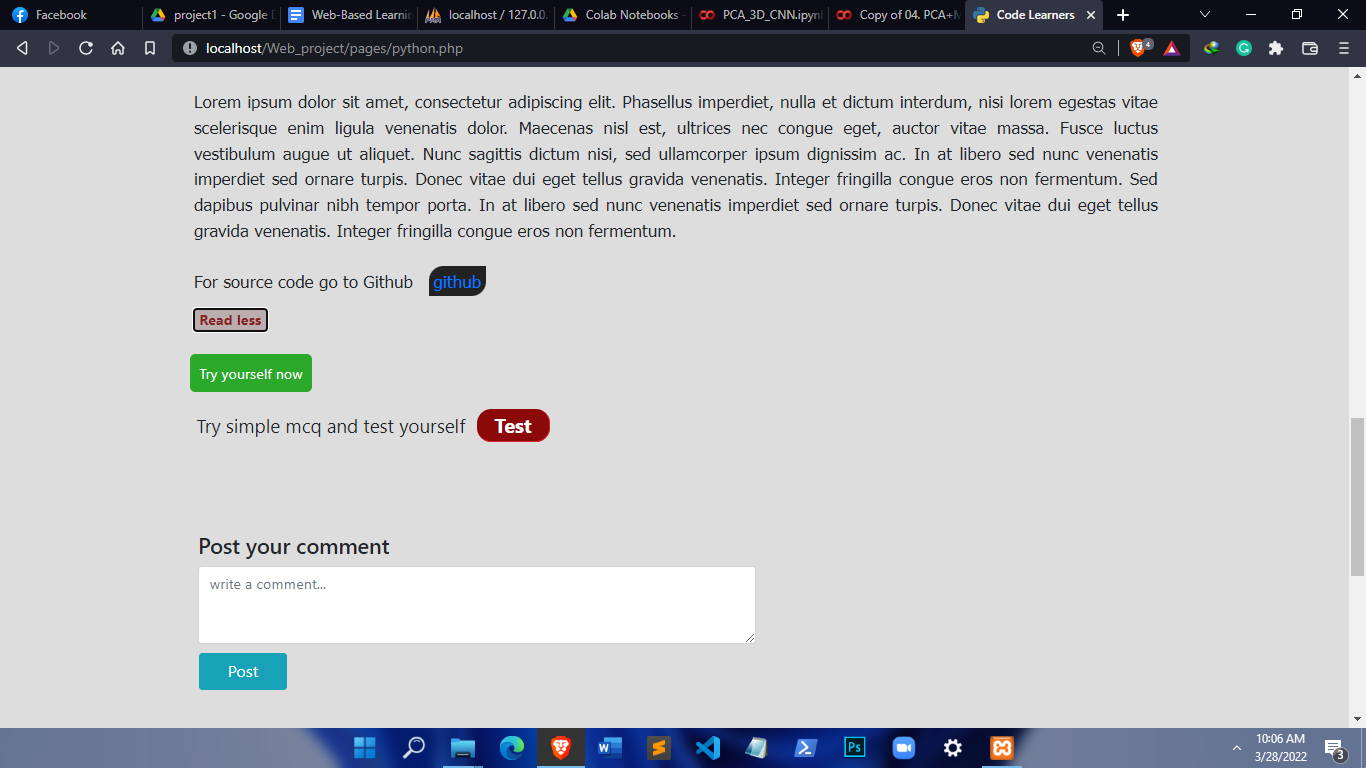 Facebook
project1 - Google D
Web-Based Learnin
localhost / 127.0.0.
Colab Notebooks -
PCA_3D_CNN.ipynb
Copy of 04. PCA+M
Code Learners
localhost/Web_project/pages/python.php
4
Lorem ipsum dolor sit amet, consectetur adipiscing elit. Phasellus imperdiet, nulla et dictum interdum, nisi lorem egestas vitae
scelerisque enim ligula venenatis dolor. Maecenas nisl est, ultrices nec congue eget, auctor vitae massa. Fusce luctus
vestibulum augue ut aliquet. Nunc sagittis dictum nisi, sed ullamcorper ipsum dignissim ac. In at libero sed nunc venenatis
imperdiet sed ornare turpis. Donec vitae dui eget tellus gravida venenatis. Integer fringilla congue eros non fermentum. Sed
dapibus pulvinar nibh tempor porta. In at libero sed nunc venenatis imperdiet sed ornare turpis. Donec vitae dui eget tellus
gravida venenatis. Integer fringilla congue eros non fermentum.
For source code go to Github github
Read less
Try yourself now
Try simple mcq and test yourself Test
Post your comment
write a comment...
Post
10:06 AM
3/28/2022
3